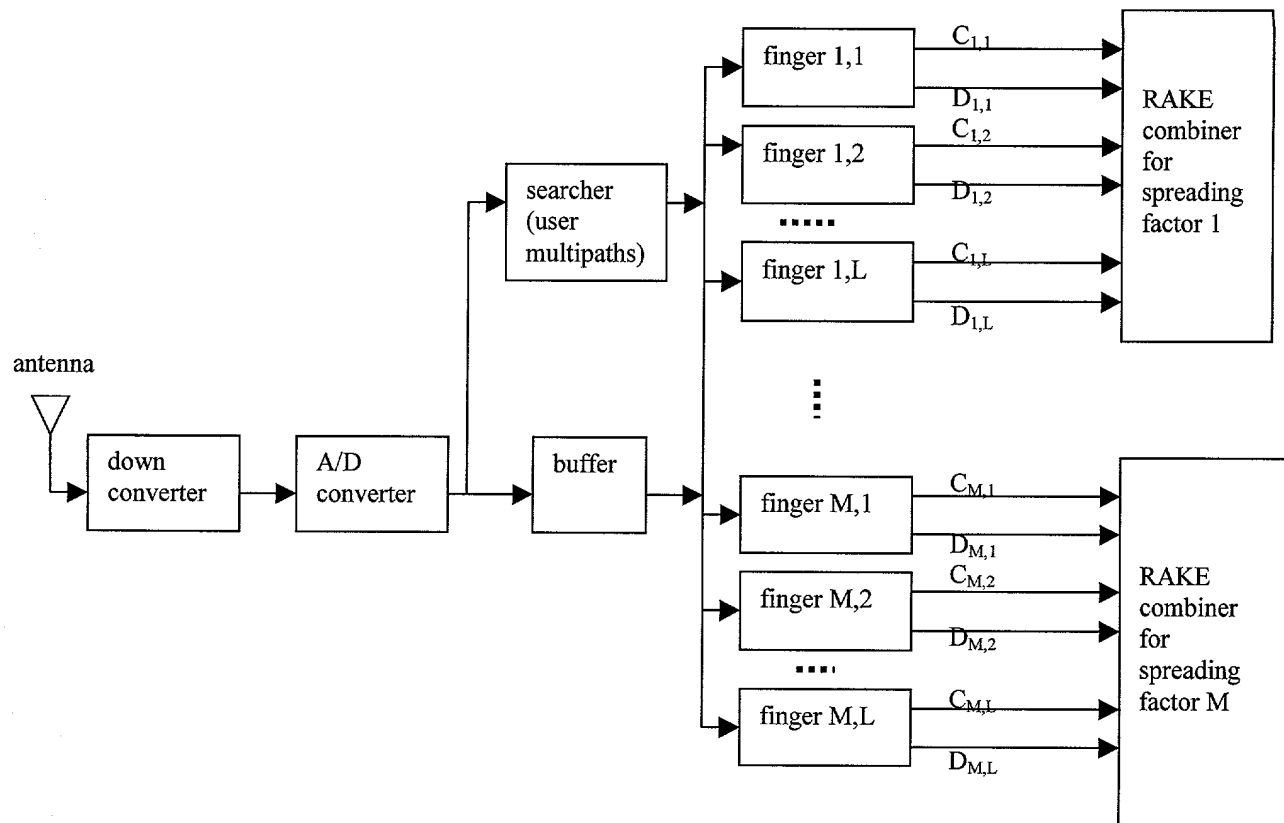 antenna
down
converter
A/D
converter
searcher
(user
multipaths)
buffer
finger 1,1
C1,1
D1,1
finger 1,2
C1,2
D1,2
finger 1,L
C1,L
D1,L
RAKE
combiner
for
spreading
factor 1
finger M,1
CM,1
DM,1
finger M,2
CM,2
DM,2
finger M,L
CM,L
DM,L
RAKE
combiner
for
spreading
factor M